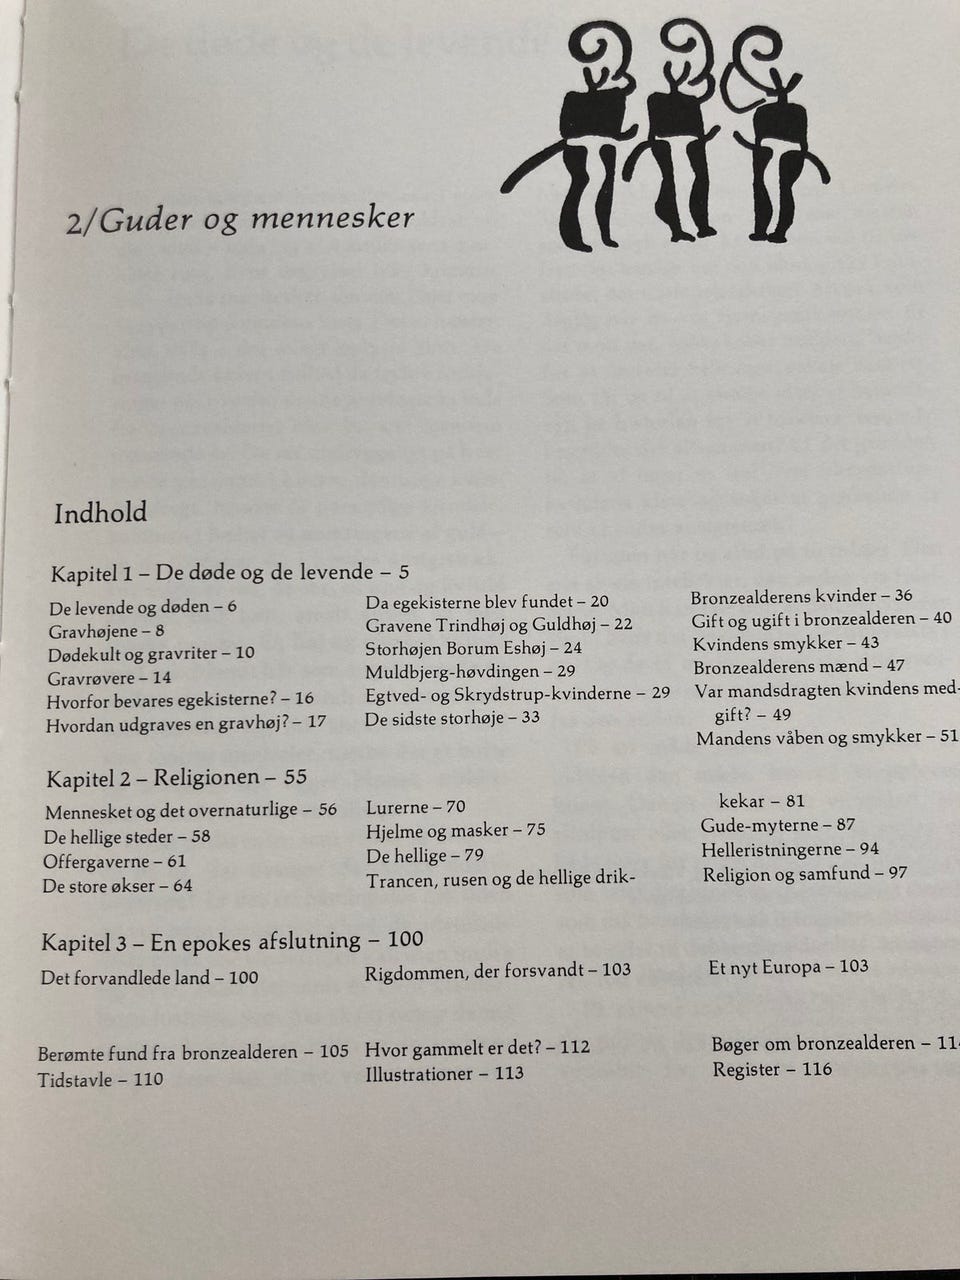 2/Guder og mennesker
Indhold
Kapitel 1 – De døde og de levende – 5
De levende og døden – 6
Gravhøjene – 8
Dødekult og gravriter – 10
Gravrøvere – 14
Hvorfor bevares egekisterne? – 16
Hvordan udgraves en gravhøj? – 17
Da egekisterne blev fundet – 20
Gravene Trindhøj og Guldhøj – 22
Storhøjen Borum Eshøj – 24
Muldbjerg-høvdingen – 29
Egtved- og Skrydstrup-kvinderne – 29
De sidste storhøje – 33
Bronzealderens kvinder – 36
Gift og ugift i bronzealderen – 40
Kvindens smykker – 43
Bronzealderens mænd – 47
Var mandsdragten kvindens med-
gift? – 49
Mandens våben og smykker – 51
Kapitel 2 – Religionen – 55
Mennesket og det overnaturlige – 56
De hellige steder – 58
Offergaverne – 61
De store økser – 64
Lurerne – 70
Hjelme og masker – 75
De hellige – 79
Trancen, rusen og de hellige drik-
kekar – 81
Gude-myterne – 87
Helleristningerne – 94
Religion og samfund – 97
Kapitel 3 – En epokes afslutning – 100
Det forvandlede land – 100
Rigdommen, der forsvandt – 103
Et nyt Europa – 103
Berømte fund fra bronzealderen – 105
Tidstavle – 110
Hvor gammelt er det? – 112
Illustrationer – 113
Bøger om bronzealderen –
Register – 116